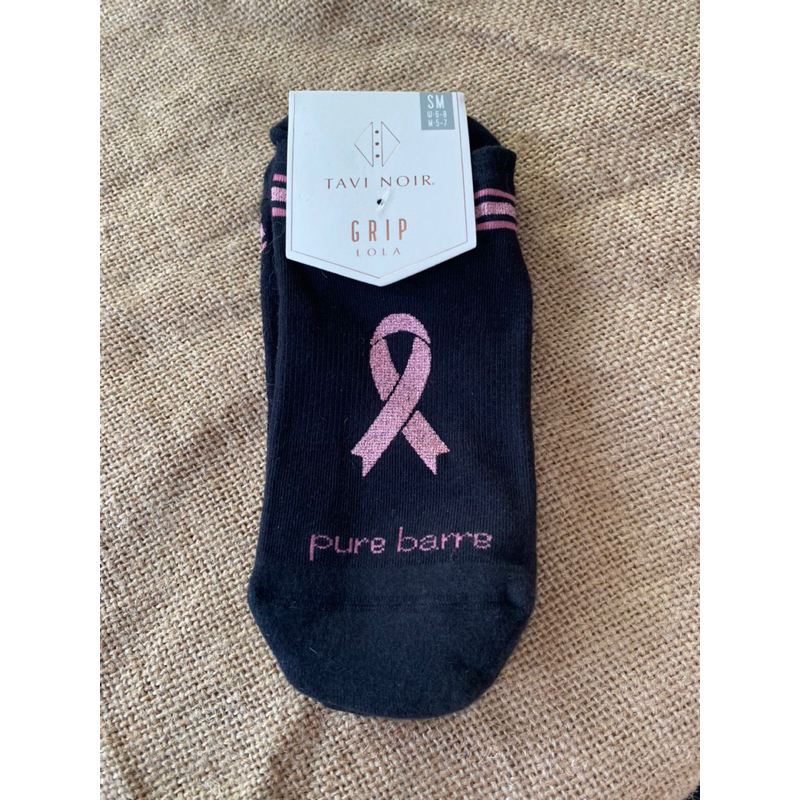 SM
W·6-8
M·5-7
TAVI NOIR.
GRIP
LOLA
pure barre